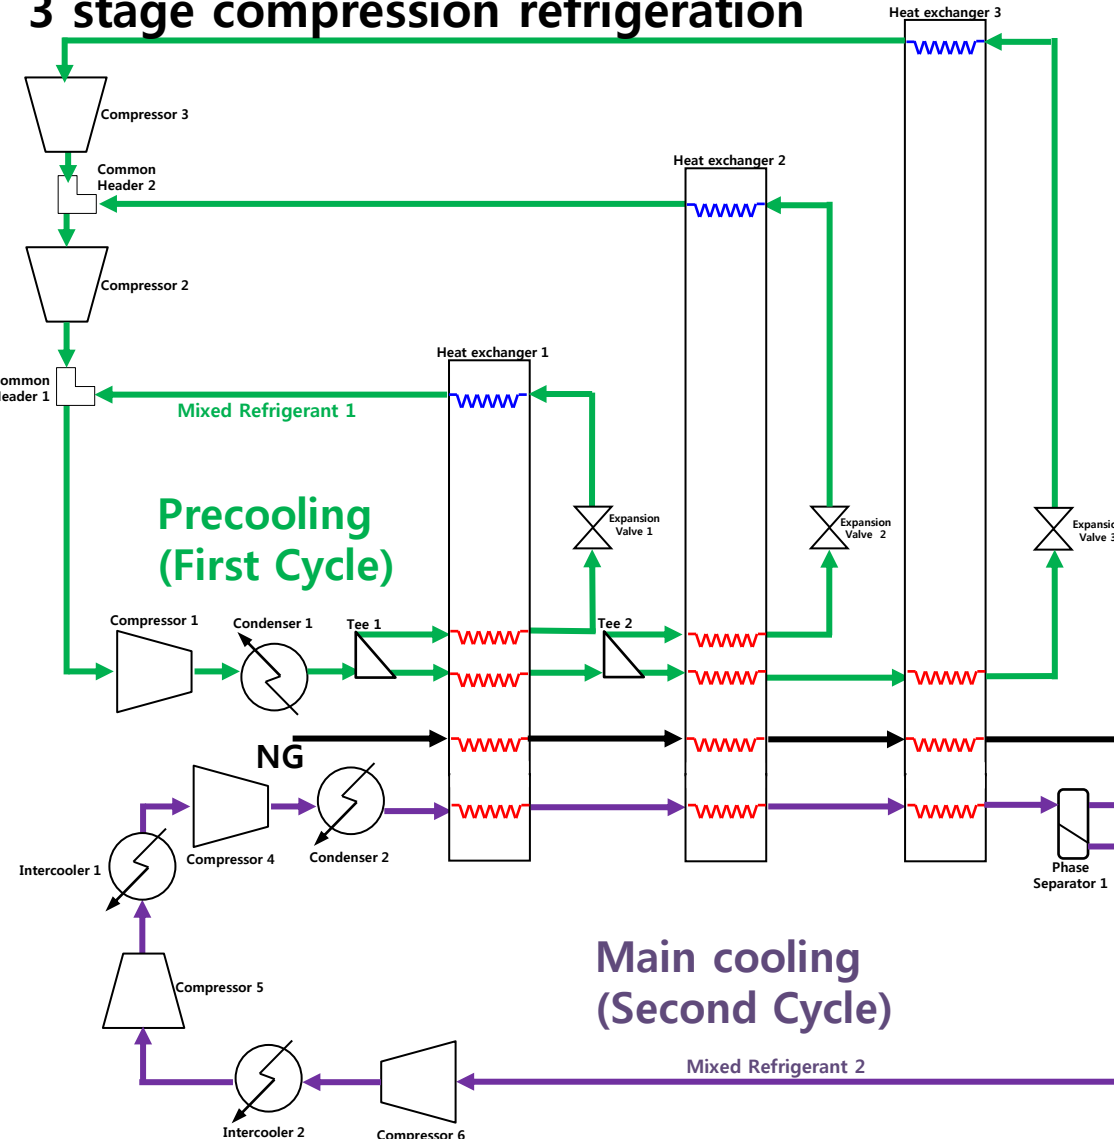 3 stage compression refrigeration
Heat exchanger 3
Compressor 3
Common
Header 2
Heat exchanger 2
Compressor 2
Heat exchanger 1
ommon
eader 1
Mixed Refrigerant 1
Precooling
(First Cycle)
Expansion
Valve 1
Expansion
Valve 2
Expansio
Valve 3
Compressor 1
Condenser 1
Tee 1
Tee 2
NG
Intercooler 1
Compressor 4
Condenser 2
Phase
Separator 1
Main cooling
(Second Cycle)
Compressor 5
Mixed Refrigerant 2
Intercooler 2
Compressor 6